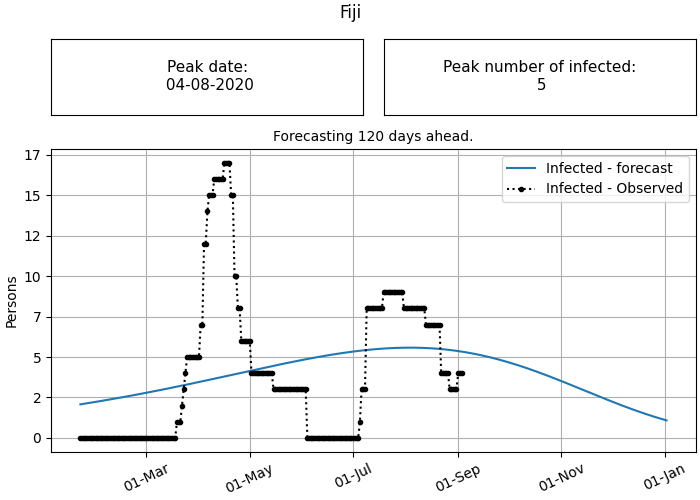 Fiji
Peak date:
04-08-2020
Peak number of infected:
5
Forecasting 120 days ahead.
Infected - forecast
Infected - Observed
Persons
17
15
12
10
7
5
2
0
01-Mar
01-May
01-Jul
01-Sep
01-Nov
01-Jan